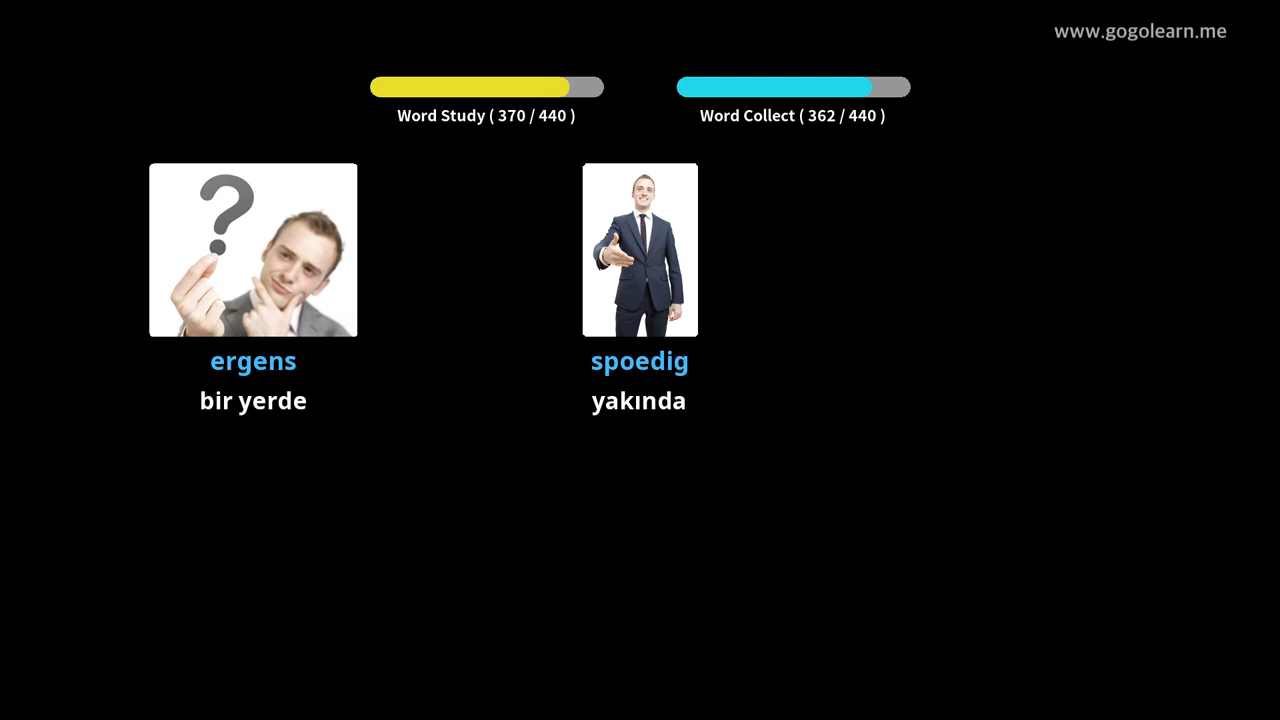 www.gogolearn.me
Word Study ( 370 / 440 )
Word Collect ( 362 / 440 )
?
ergens
spoedig
bir yerde
yakında